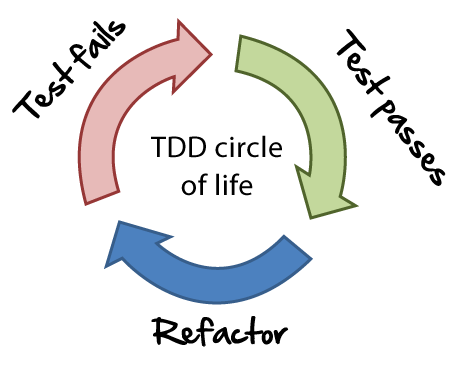 Test fails
Test passes
TDD circle
of life
Refactor